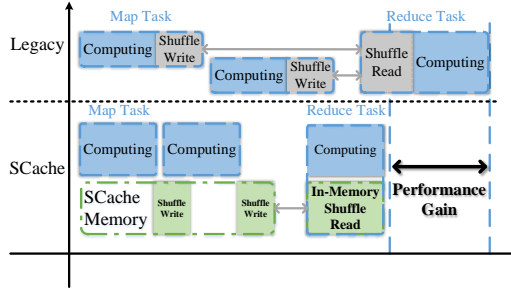 Map Task
Reduce Task
Legacy
Computing
Shuffle
Write
Computing
Shuffle
Write
Shuffle
Read
Computing
Map Task
Reduce Task
SCache
Computing
Computing
Computing
SCache
Memory
Shuffle
Write
Shuffle
Write
In-Memory
Shuffle
Read
Performance
Gain